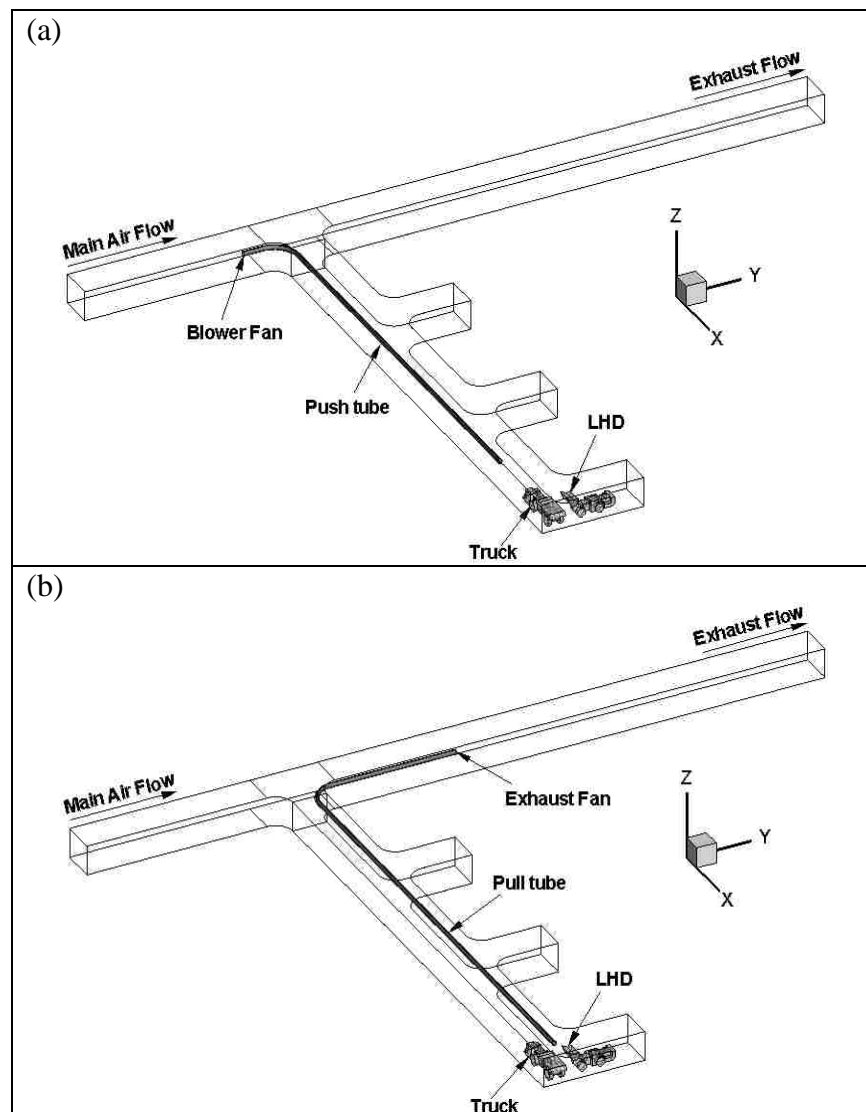 (a)
Exhaust Flow
Main Air Flow
Z
Y
X
Blower Fan
Push tube
LHD
Truck
(b)
Exhaust Flow
Main Air Flow
Exhaust Fan
Z
Y
X
Pull tube
LHD
Truck